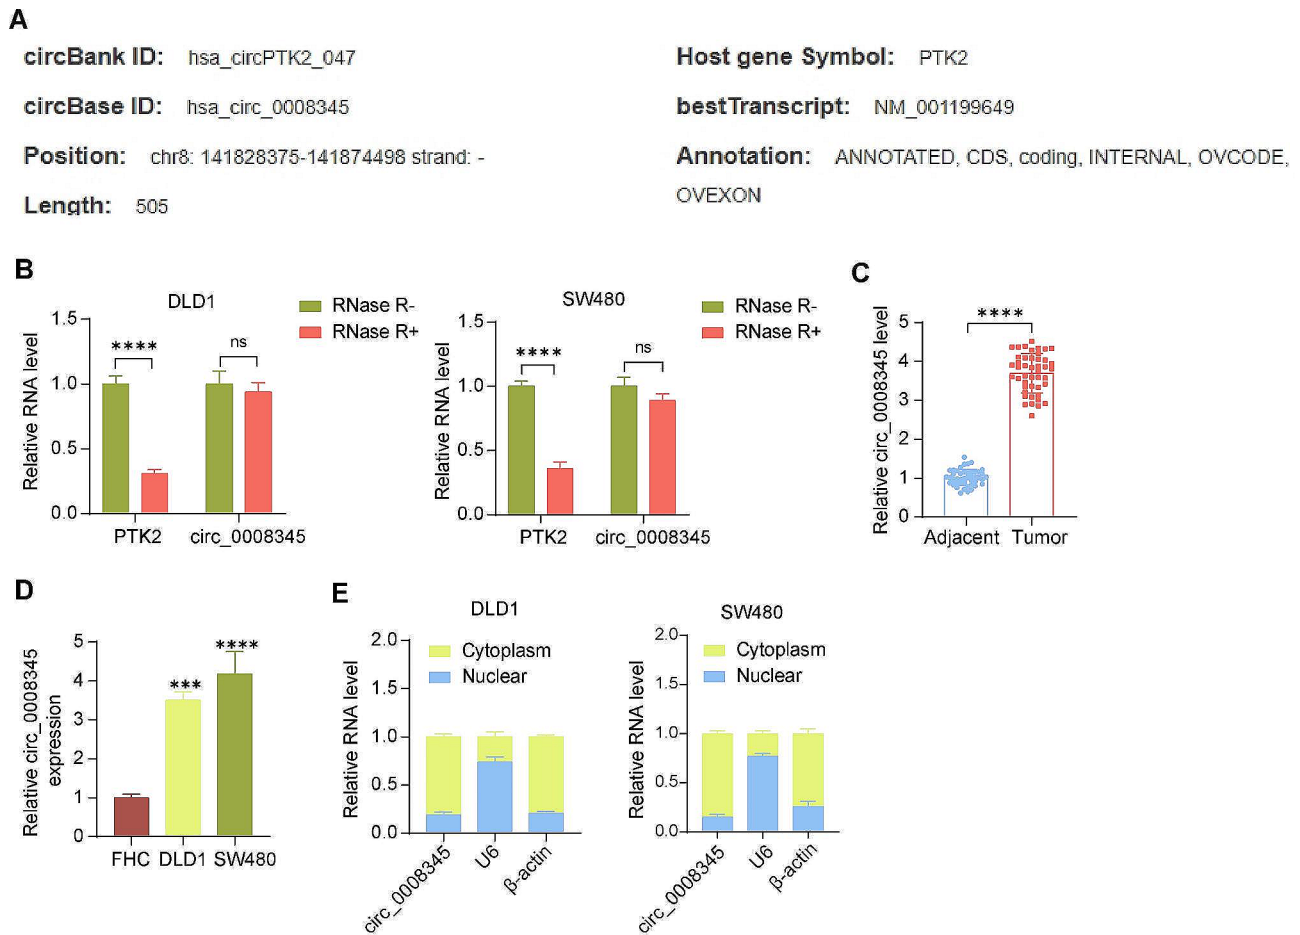 A
circBank ID: hsa_circPTK2_047
Host gene Symbol: PTK2
circBase ID: hsa_circ_0008345
bestTranscript: NM_001199649
Position: chr8: 141828375-141874498 strand: -
Annotation: ANNOTATED, CDS, coding, INTERNAL, OVCODE,
OVEXON
Length: 505
B
DLD1
RNase R-
RNase R+
Relative RNA level
1.5
1.0
0.5
0.0
****
ns
PTK2
circ_0008345
SW480
RNase R-
RNase R+
Relative RNA level
1.5
1.0
0.5
0.0
****
ns
PTK2
circ_0008345
C
Relative circ_0008345 level
5
4
3
2
1
0
****
Adjacent
Tumor
D
Relative circ_0008345
expression
5
4
3
2
1
0
***
****
FHC
DLD1
SW480
E
DLD1
Cytoplasm
Nuclear
Relative RNA level
2.0
1.5
1.0
0.5
0.0
circ_0008345
U6
β-actin
SW480
Cytoplasm
Nuclear
Relative RNA level
2.0
1.5
1.0
0.5
0.0
circ_0008345
U6
β-actin